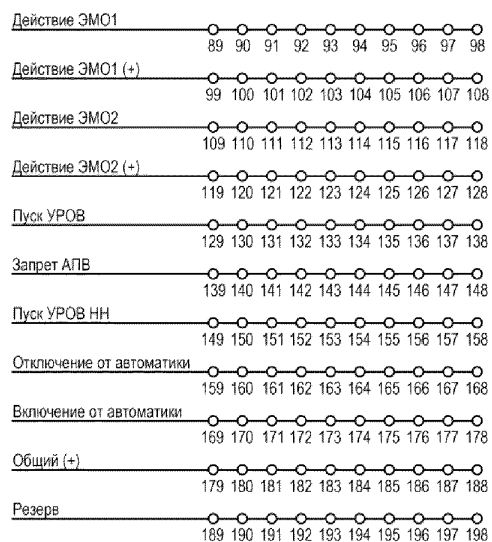 Действие ЭМО1
89 90 91 92 93 94 95 96 97 98
Действие ЭМО1 (+)
99 100 101 102 103 104 105 106 107 108
Действие ЭМО2
109 110 111 112 113 114 115 116 117 118
Действие ЭМО2 (+)
119 120 121 122 123 124 125 126 127 128
Пуск УРОВ
129 130 131 132 133 134 135 136 137 138
Запрет АПВ
139 140 141 142 143 144 145 146 147 148
Пуск УРОВ НН
149 150 151 152 153 154 155 156 157 158
Отключение от автоматики
159 160 161 162 163 164 165 166 167 168
Включение от автоматики
169 170 171 172 173 174 175 176 177 178
Общий (+)
179 180 181 182 183 184 185 186 187 188
Резерв
189 190 191 192 193 194 195 196 197 198